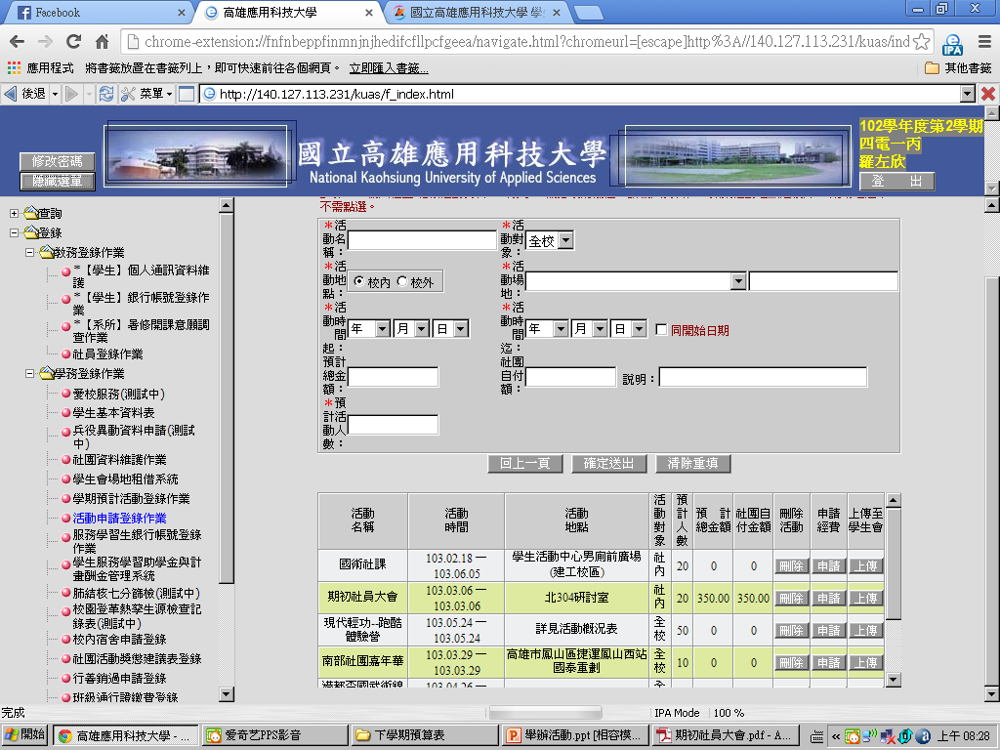 Facebook
高雄應用科技大學
國立高雄應用科技大學 學
chrome-extension://fnfnbeppfinmnjnjhedifcfllpcfgeea/navigate.html?chromeurl=[escape]http%3A//140.127.113.231/kuas/ind
IPA
應用程式 將書籤放置在書籤列上，即可快速前往各個網頁。 立即匯入書籤...
其他書籤
後退 菜單 http://140.127.113.231/kuas/f_index.html
修改密碼
隱藏選單
國立高雄應用科技大學
National Kaohsiung University of Applied Sciences
102學年度第2學期
四電一丙
羅左欣
登 出
查詢
登錄
教務登錄作業
*【學生】個人通訊資料維
護
*【學生】銀行帳號登錄作
業
*【系所】暑修開課意願調
查作業
社員登錄作業
學務登錄作業
愛校服務(測試中)
學生基本資料表
兵役異動資料申請(測試
中)
社團資料維護作業
學生會場地租借系統
學期預計活動登錄作業
活動申請登錄作業
服務學習生銀行帳號登錄
作業
學生服務學習助學金與計
畫酬金管理系統
肺結核七分篩檢(測試中)
校園登革熱孳生源檢查記
錄表(測試中)
校內宿舍申請登錄
社團活動獎懲建議表登錄
行善銷過申請登錄
班級通行證繳費登錄
不需點選。
*活
動名
稱：
*活
動對
象：
全校
*活
動地
點：
校內 校外
*活
動場
地：
*活
動時
間
起：
年 月 日
*活
動時
間
迄：
年 月 日 同開始日期
預計
總金
額：
社團
自付
額：
說明：
*預
計活
動人
數：
回上一頁 確定送出 清除重填
活動
名稱
活動
時間
活動
地點
活
動
對
象
預
計
人
數
預 計
總金額
社團自
付金額
刪除
活動
申請
經費
上傳至
學生會
國術社課
103.02.18 一
103.06.05
學生活動中心男廁前廣場
(建工校區)
社
內
20 0 0 刪除 申請 上傳
期初社員大會
103.03.06 一
103.03.06
北304研討室
社
內
20 350.00 350.00 刪除 申請 上傳
現代輕功--跑酷
體驗營
103.05.24 一
103.05.24
詳見活動概況表
全
校
50 0 0 刪除 申請 上傳
南部社團嘉年華
103.03.29 一
103.03.29
高雄市鳳山區捷運鳳山西站
國泰重劃
全
校
10 0 0 刪除 申請 上傳
103.04.26 一
全
完成
IPA Mode 100 %
開始 高雄應用科技大學 - ... 爱奇艺PPS影音 下學期預算表 舉辦活動.ppt [相容模... 期初社員大會.pdf - A... 上午 08:28